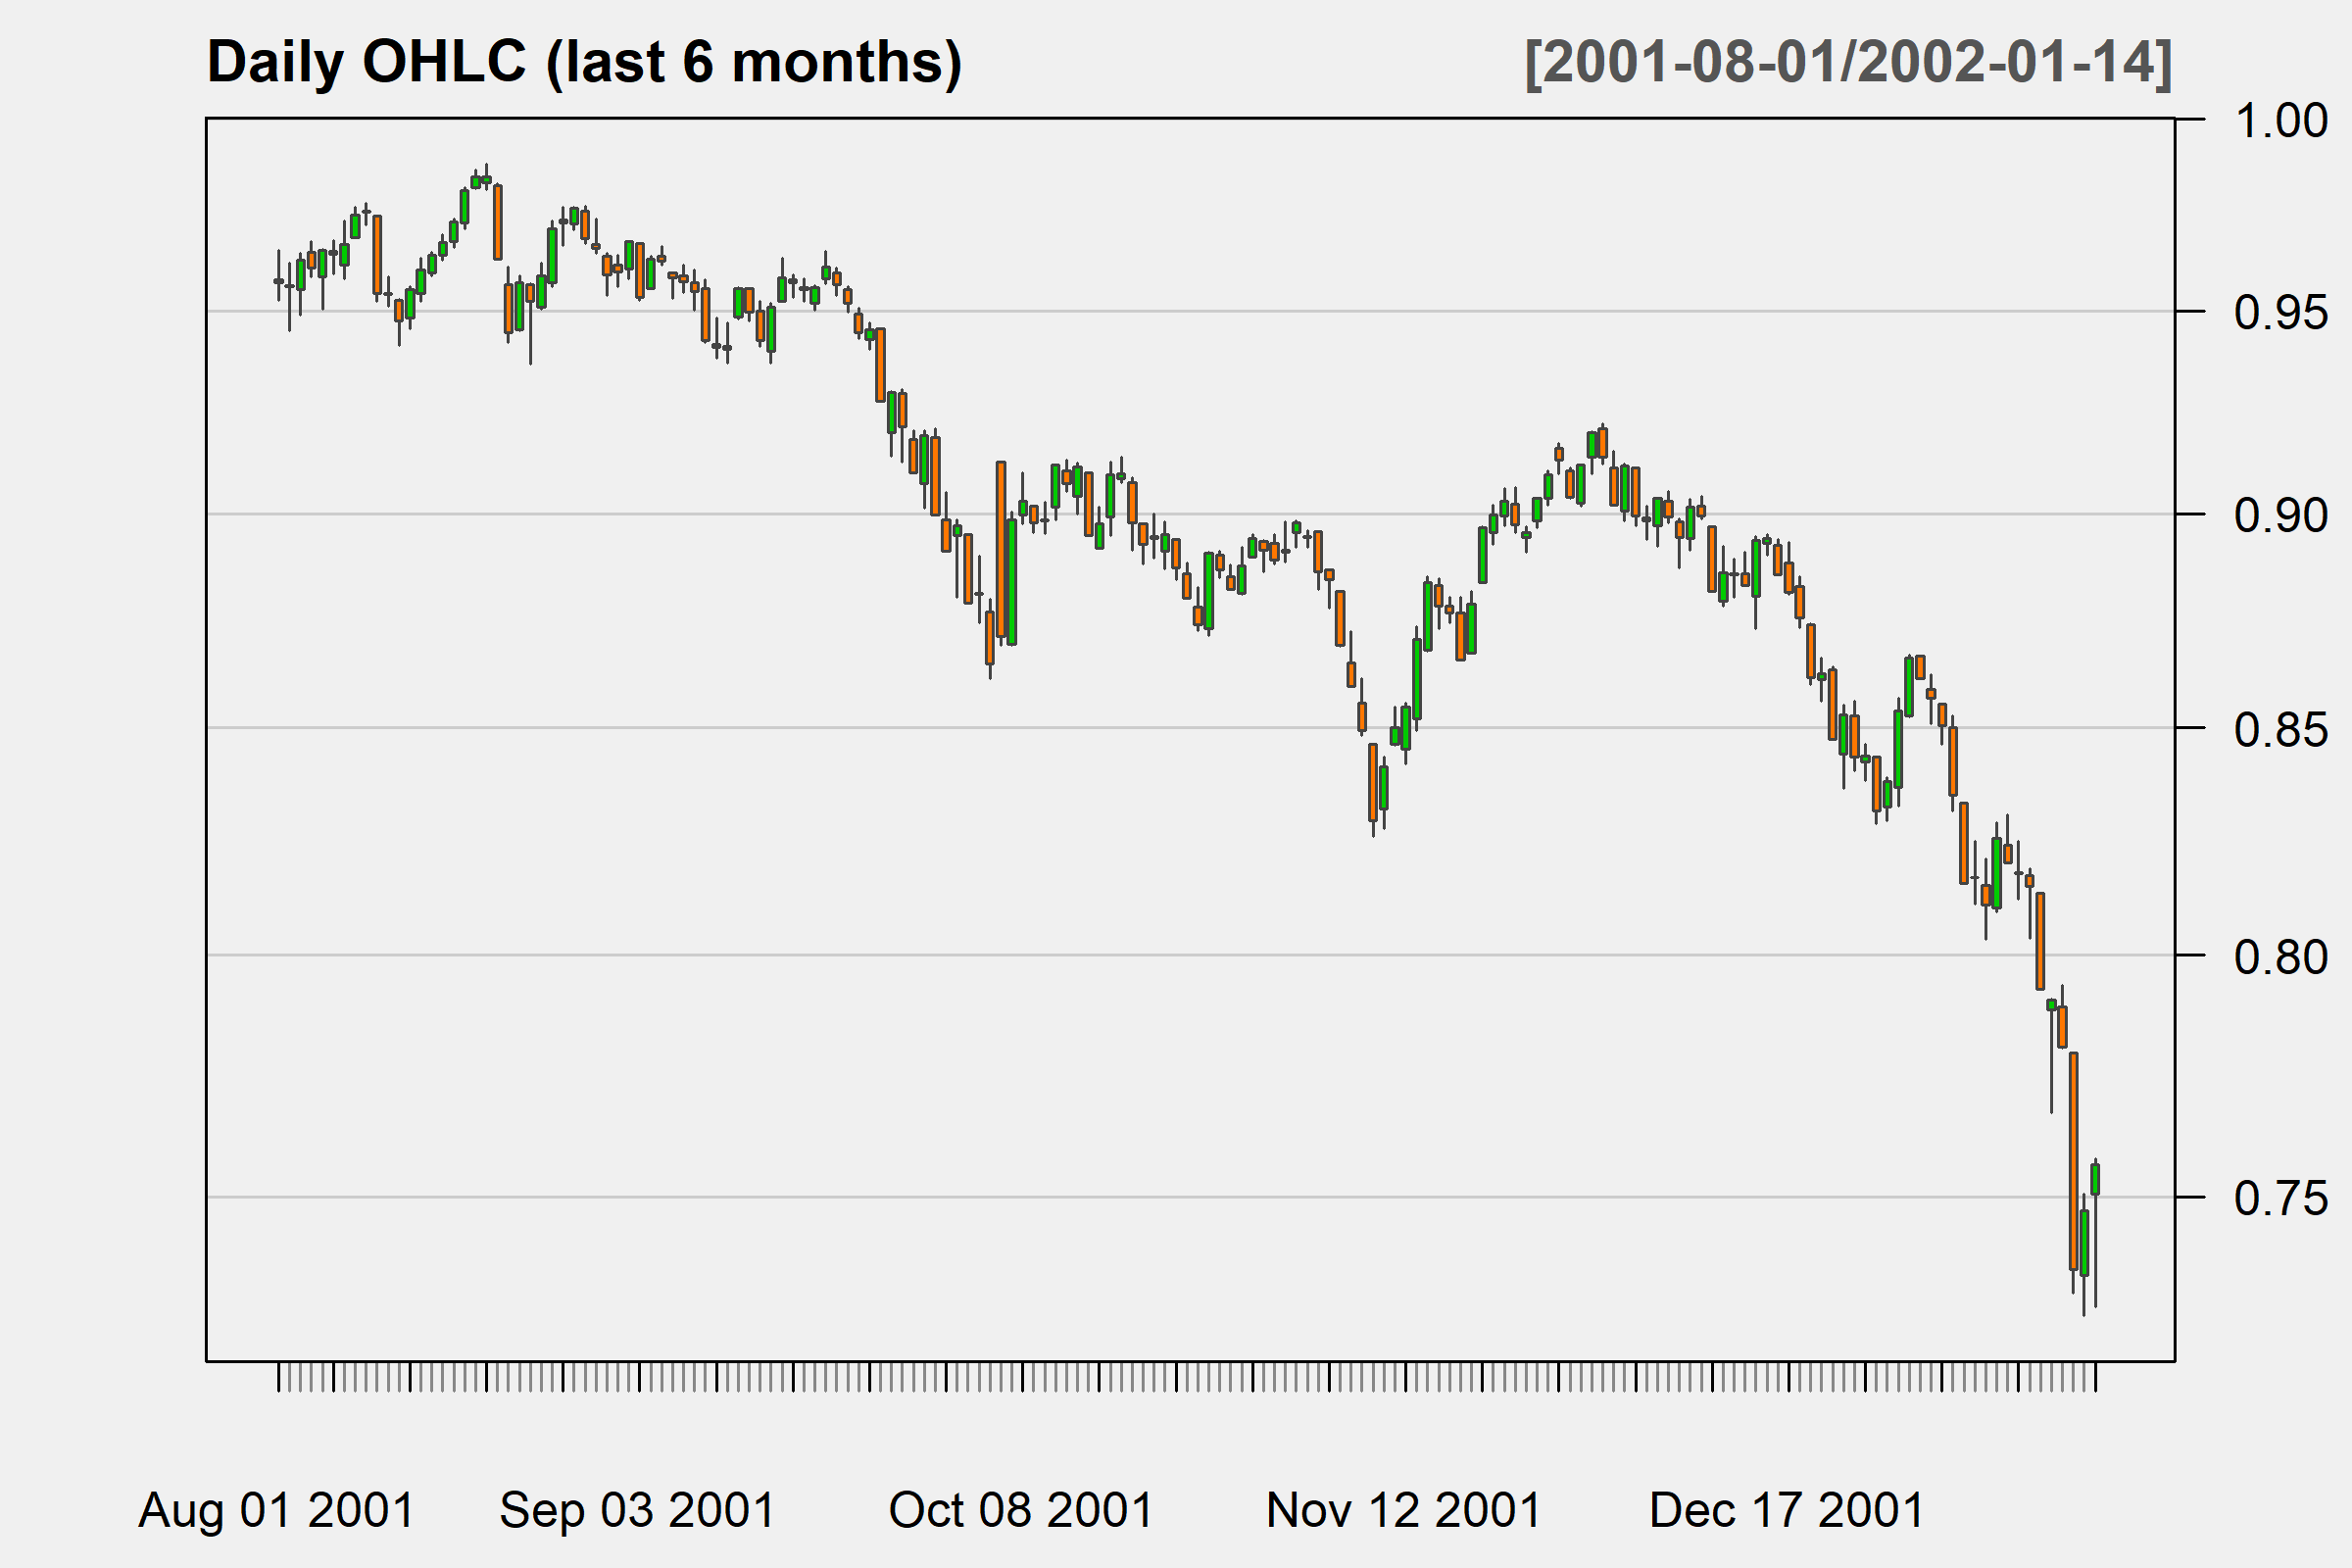 Daily OHLC (last 6 months)
[2001-08-01/2002-01-14]
1.00
0.95
0.90
0.85
0.80
0.75
Aug 01 2001
Sep 03 2001
Oct 08 2001
Nov 12 2001
Dec 17 2001